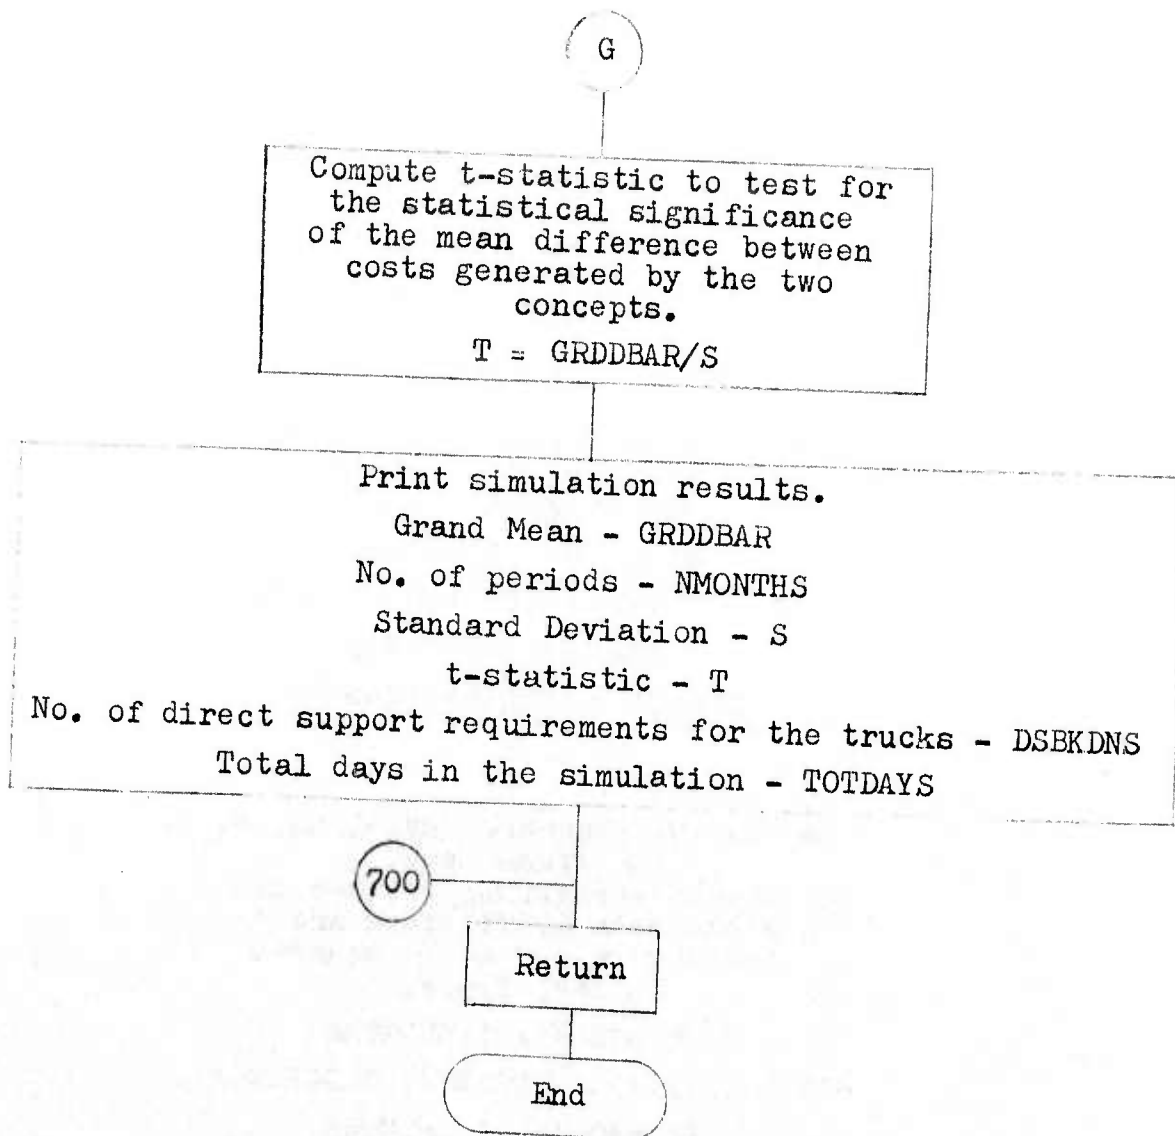 G
Compute t-statistic to test for
the statistical significance
of the mean difference between
costs generated by the two
concepts.
T = GRDDBAR/S
Print simulation results.
Grand Mean - GRDDBAR
No. of periods - NMONTHS
Standard Deviation - S
t-statistic - T
No. of direct support requirements for the trucks - DSBKDNS
Total days in the simulation - TOTDAYS
700
Return
End